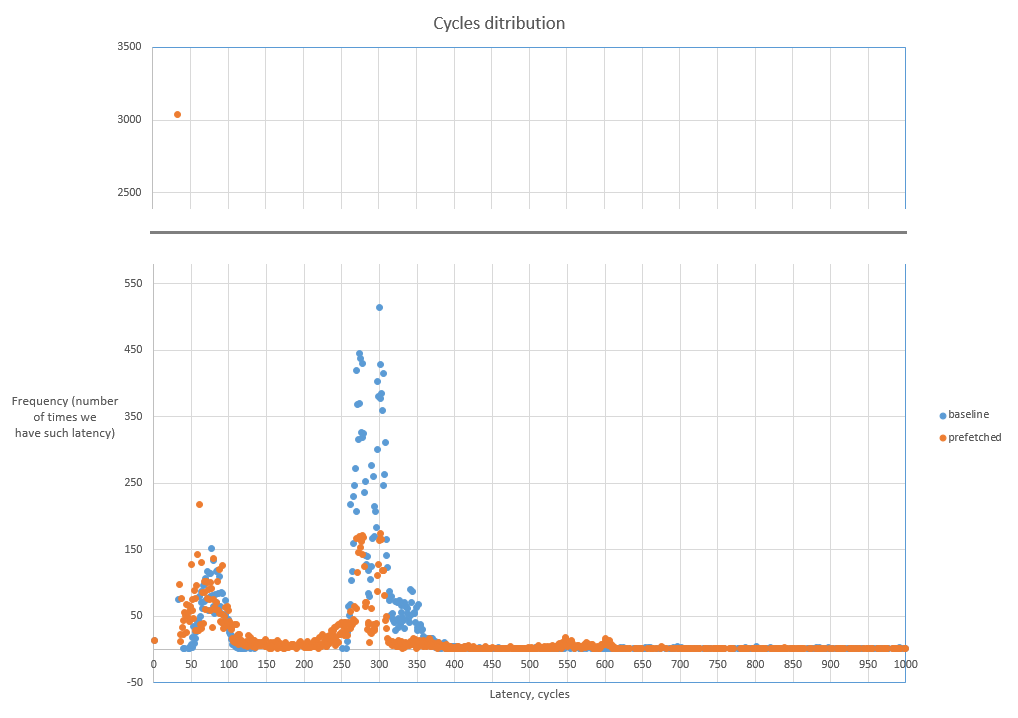 Cycles ditribution
3500
3000
2500
550
450
350
250
150
50
-50
Frequency (number
of times we
have such latency)
0 50 100 150 200 250 300 350 400 450 500 550 600 650 700 750 800 850 900 950 1000
Latency, cycles
baseline
prefetched